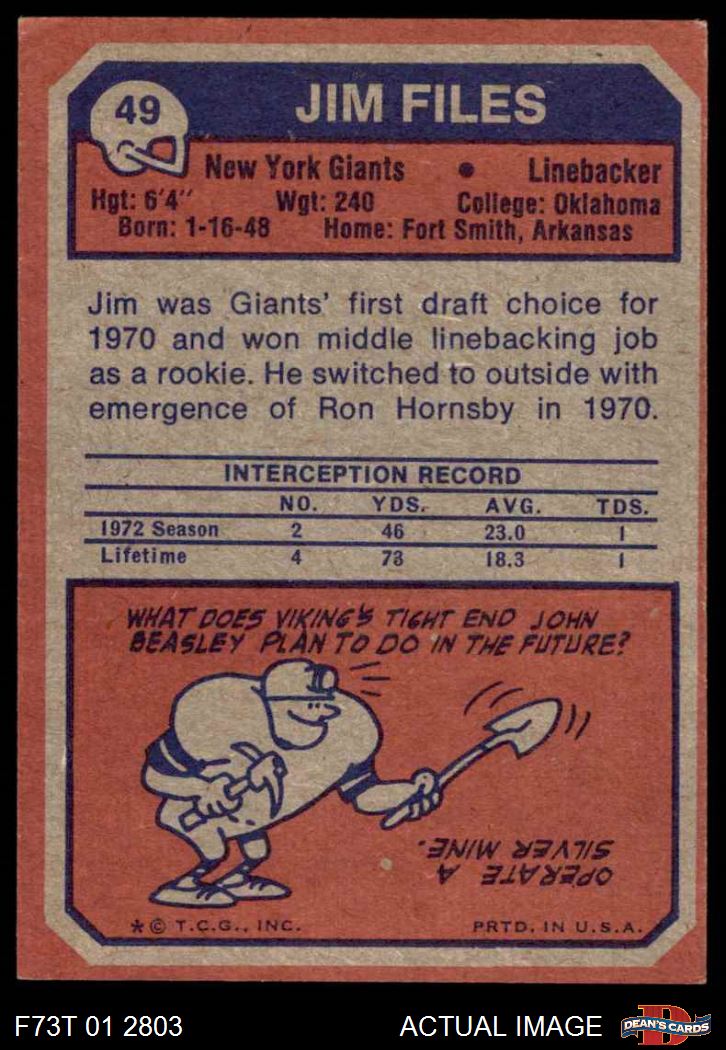 49
JIM FILES
New York Giants • Linebacker
Hgt: 6'4" Wgt: 240 College: Oklahoma
Born: 1-16-48 Home: Fort Smith, Arkansas
Jim was Giants' first draft choice for
1970 and won middle linebacking job
as a rookie. He switched to outside with
emergence of Ron Hornsby in 1970.
INTERCEPTION RECORD
NO. YDS. AVG. TDS.
1972 Season 2 46 23.0 1
Lifetime 4 73 18.3 1
WHAT DOES VIKING'S TIGHT END JOHN
BEASLEY PLAN TO DO IN THE FUTURE?
OPERATE A
SILVER MINE.
* © T.C.G., INC. PRTD. IN U.S.A.
F73T 01 2803 ACTUAL IMAGE
D
DEAN'S CARDS